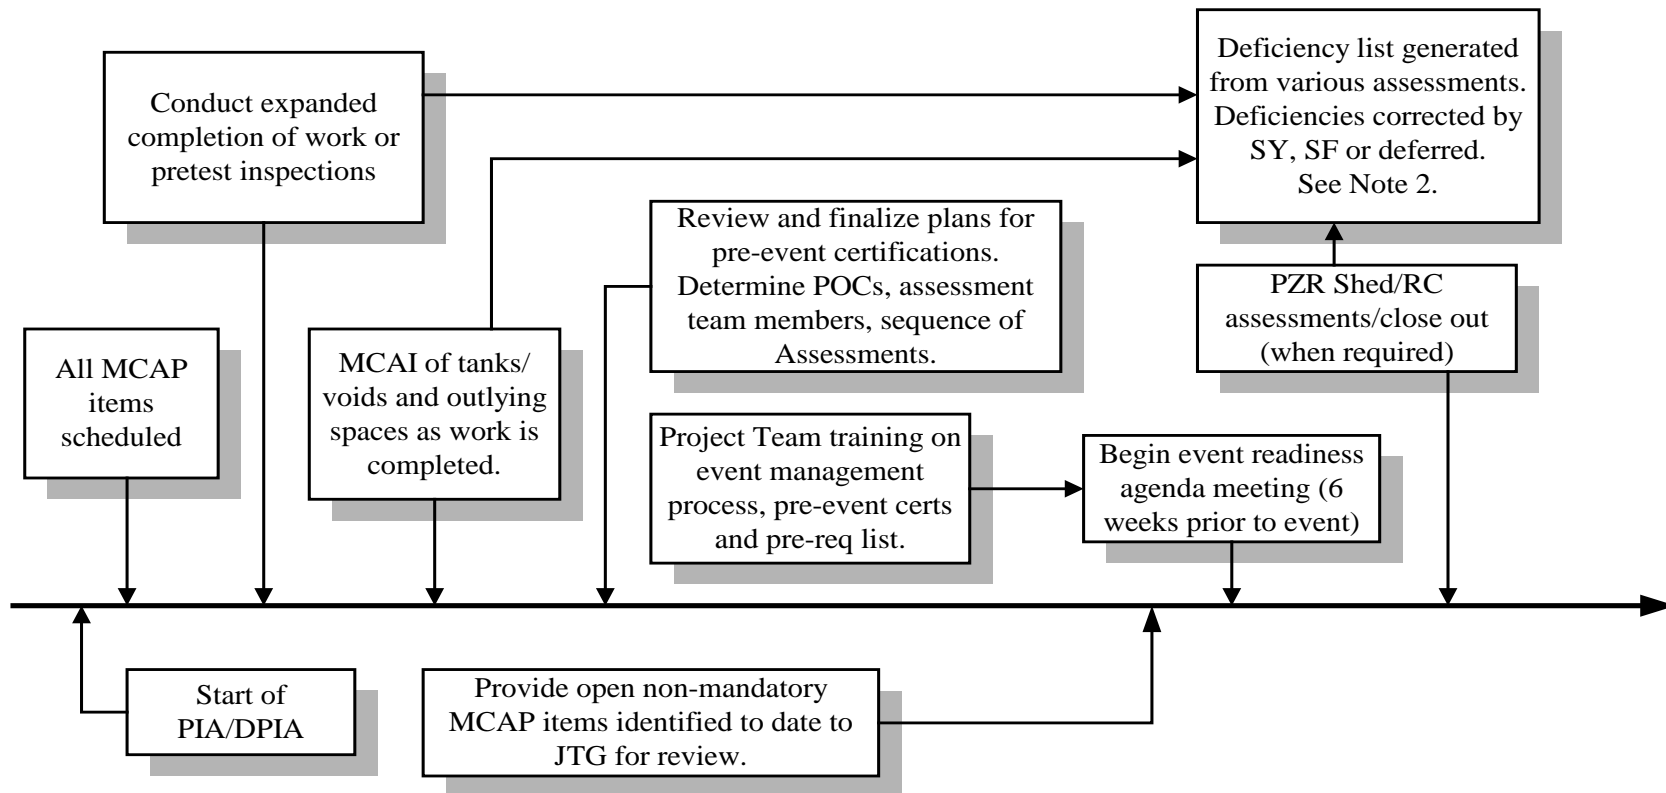 Conduct expanded
completion of work or
pretest inspections
Deficiency list generated
from various assessments.
Deficiencies corrected by
SY, SF or deferred.
See Note 2.
Review and finalize plans for
pre-event certifications.
Determine POCs, assessment
team members, sequence of
Assessments.
PZR Shed/RC
assessments/close out
(when required)
All MCAP
items
scheduled
MCAI of tanks/
voids and outlying
spaces as work is
completed.
Project Team training on
event management
process, pre-event certs
and pre-req list.
Begin event readiness
agenda meeting (6
weeks prior to event)
Start of
PIA/DPIA
Provide open non-mandatory
MCAP items identified to date to
JTG for review.